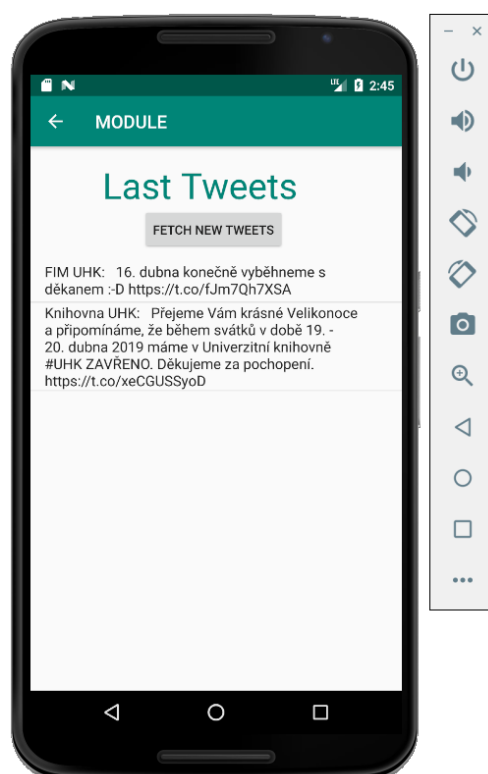 LTE 2:45
MODULE
Last Tweets
FETCH NEW TWEETS
FIM UHK: 16. dubna konečně vyběhneme s
děkanem :-D https://t.co/fJm7Qh7XSA
Knihovna UHK: Přejeme Vám krásné Velikonoce
a připomínáme, že během svátků v době 19. -
20. dubna 2019 máme v Univerzitní knihovně
#UHK ZAVŘENO. Děkujeme za pochopení.
https://t.co/xeCGUSSyoD